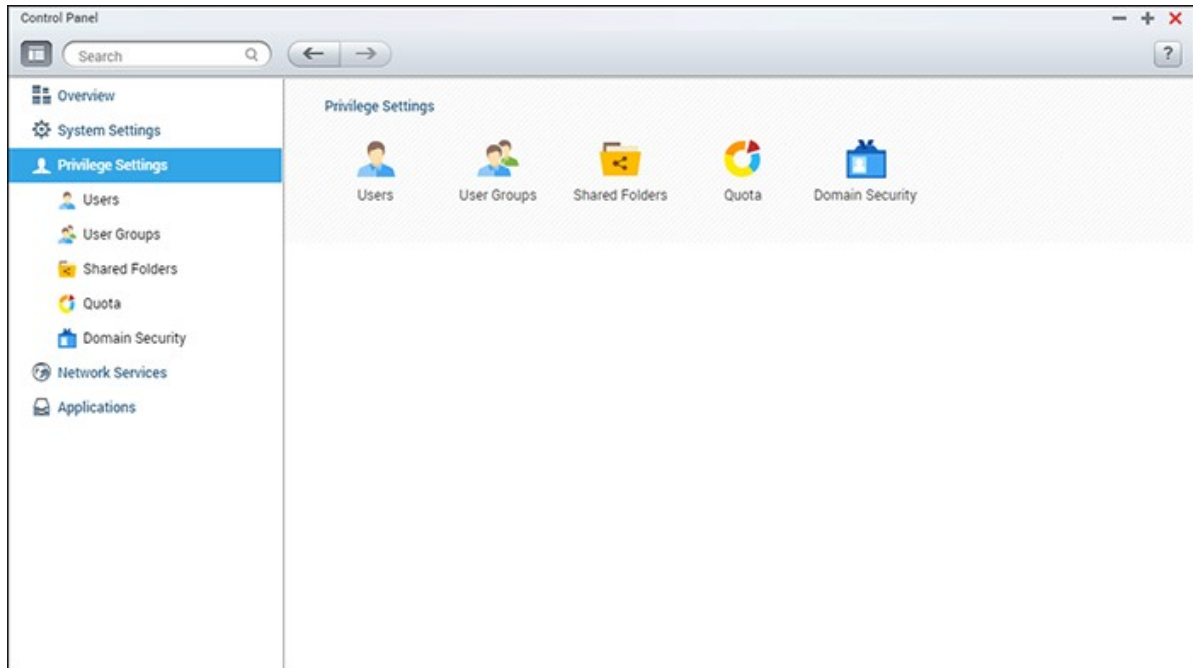 Control Panel
Search
?
Overview
System Settings
Privilege Settings
Users
User Groups
Shared Folders
Quota
Domain Security
Network Services
Applications
Privilege Settings
Users User Groups Shared Folders Quota Domain Security